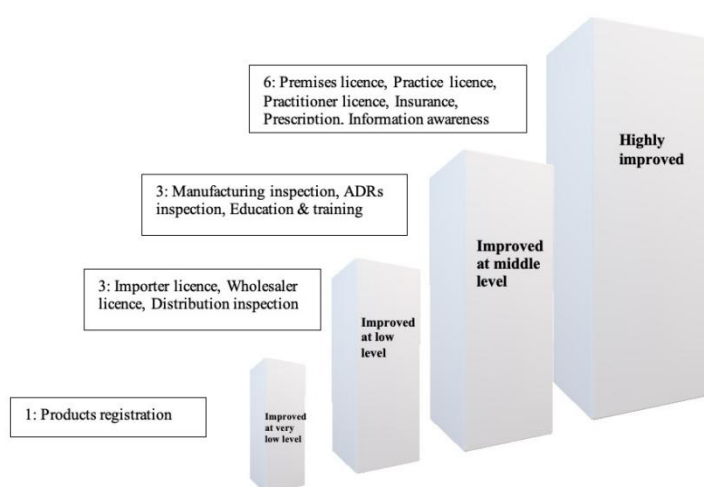 6: Premises licence, Practice licence,
Practitioner licence, Insurance,
Prescription. Information awareness
Highly
improved
3: Manufacturing inspection, ADRs
inspection, Education & training
Improved
at middle
level
3: Importer licence, Wholesaler
licence, Distribution inspection
Improved
at low
level
1: Products registration
Improved
at very
low level